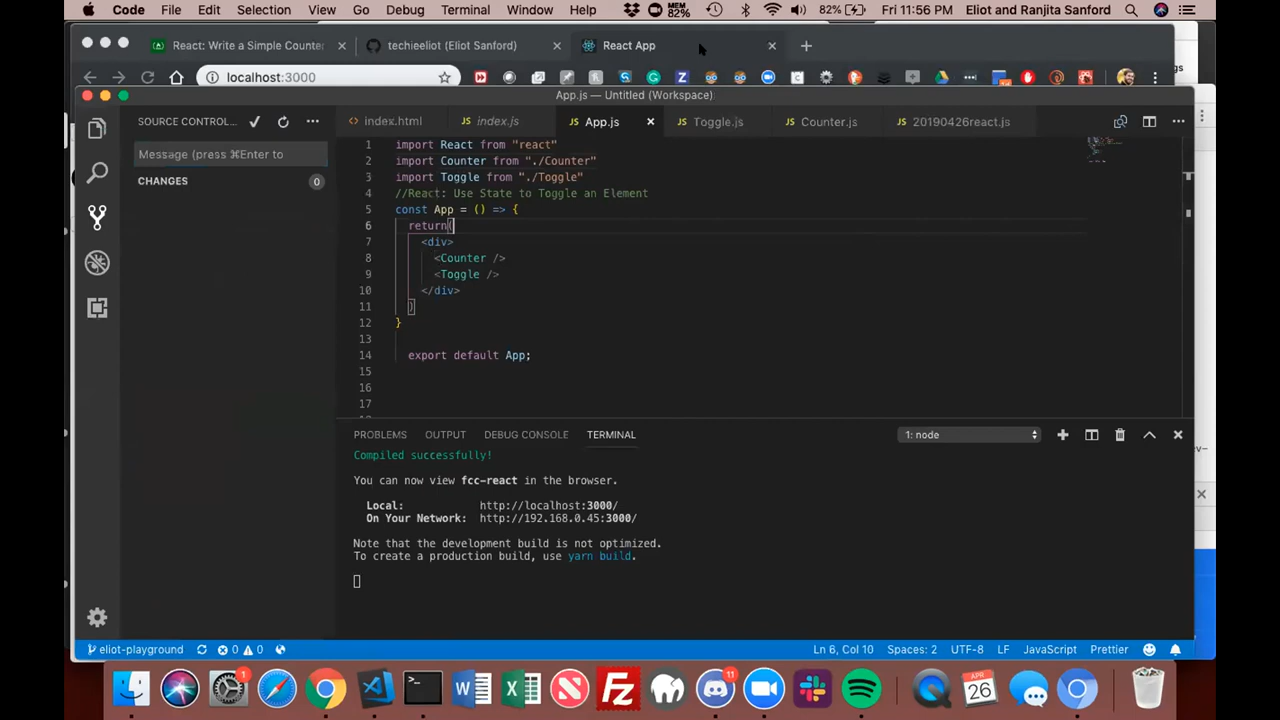 Code File Edit Selection View Go Debug Terminal Window Help MEM 82% 82% Fri 11:56 PM Eliot and Ranjita Sanford
React: Write a Simple Counter techieeliot (Eliot Sanford) React App
localhost:3000
App.js — Untitled (Workspace)
SOURCE CONTROL... index.html index.js App.js Toggle.js Counter.js 20190426react.js
Message (press ⌘Enter to
CHANGES 0
1 import React from "react"
2 import Counter from "./Counter"
3 import Toggle from "./Toggle"
4 //React: Use State to Toggle an Element
5 const App = () => {
6 return(
7 <div>
8 <Counter />
9 <Toggle />
10 </div>
11 )
12 }
13
14 export default App;
15
16
17
PROBLEMS OUTPUT DEBUG CONSOLE TERMINAL 1: node
Compiled successfully!
You can now view fcc-react in the browser.
Local: http://localhost:3000/
On Your Network: http://192.168.0.45:3000/
Note that the development build is not optimized.
To create a production build, use yarn build.
eliot-playground 0 0 Ln 6, Col 10 Spaces: 2 UTF-8 LF JavaScript Prettier
1 11 APR 26